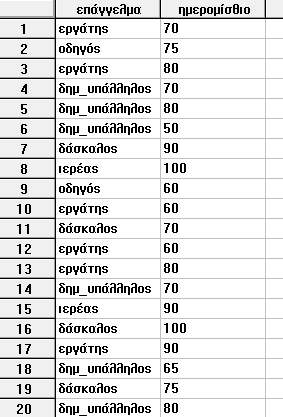 επάγγελμα ημερομίσθιο
1 εργάτης 70
2 οδηγός 75
3 εργάτης 80
4 δημ_υπάλληλος 70
5 δημ_υπάλληλος 80
6 δημ_υπάλληλος 50
7 δάσκαλος 90
8 ιερέας 100
9 οδηγός 60
10 εργάτης 60
11 δάσκαλος 70
12 εργάτης 60
13 εργάτης 80
14 δημ_υπάλληλος 70
15 ιερέας 90
16 δάσκαλος 100
17 εργάτης 90
18 δημ_υπάλληλος 65
19 δάσκαλος 75
20 δημ_υπάλληλος 80